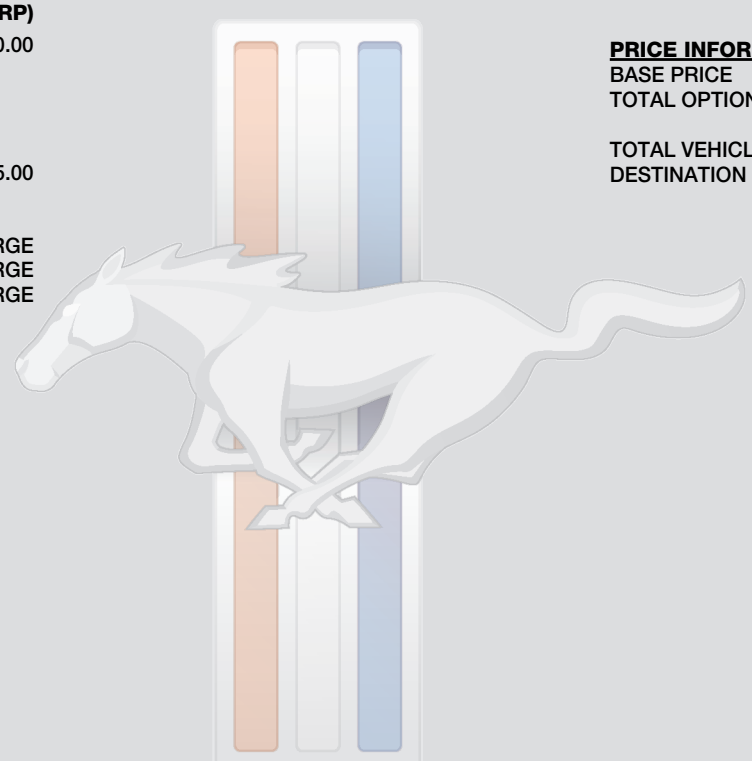 RP)
0.00
5.00
RGE
RGE
RGE
PRICE INFOR
BASE PRICE
TOTAL OPTION
TOTAL VEHICL
DESTINATION